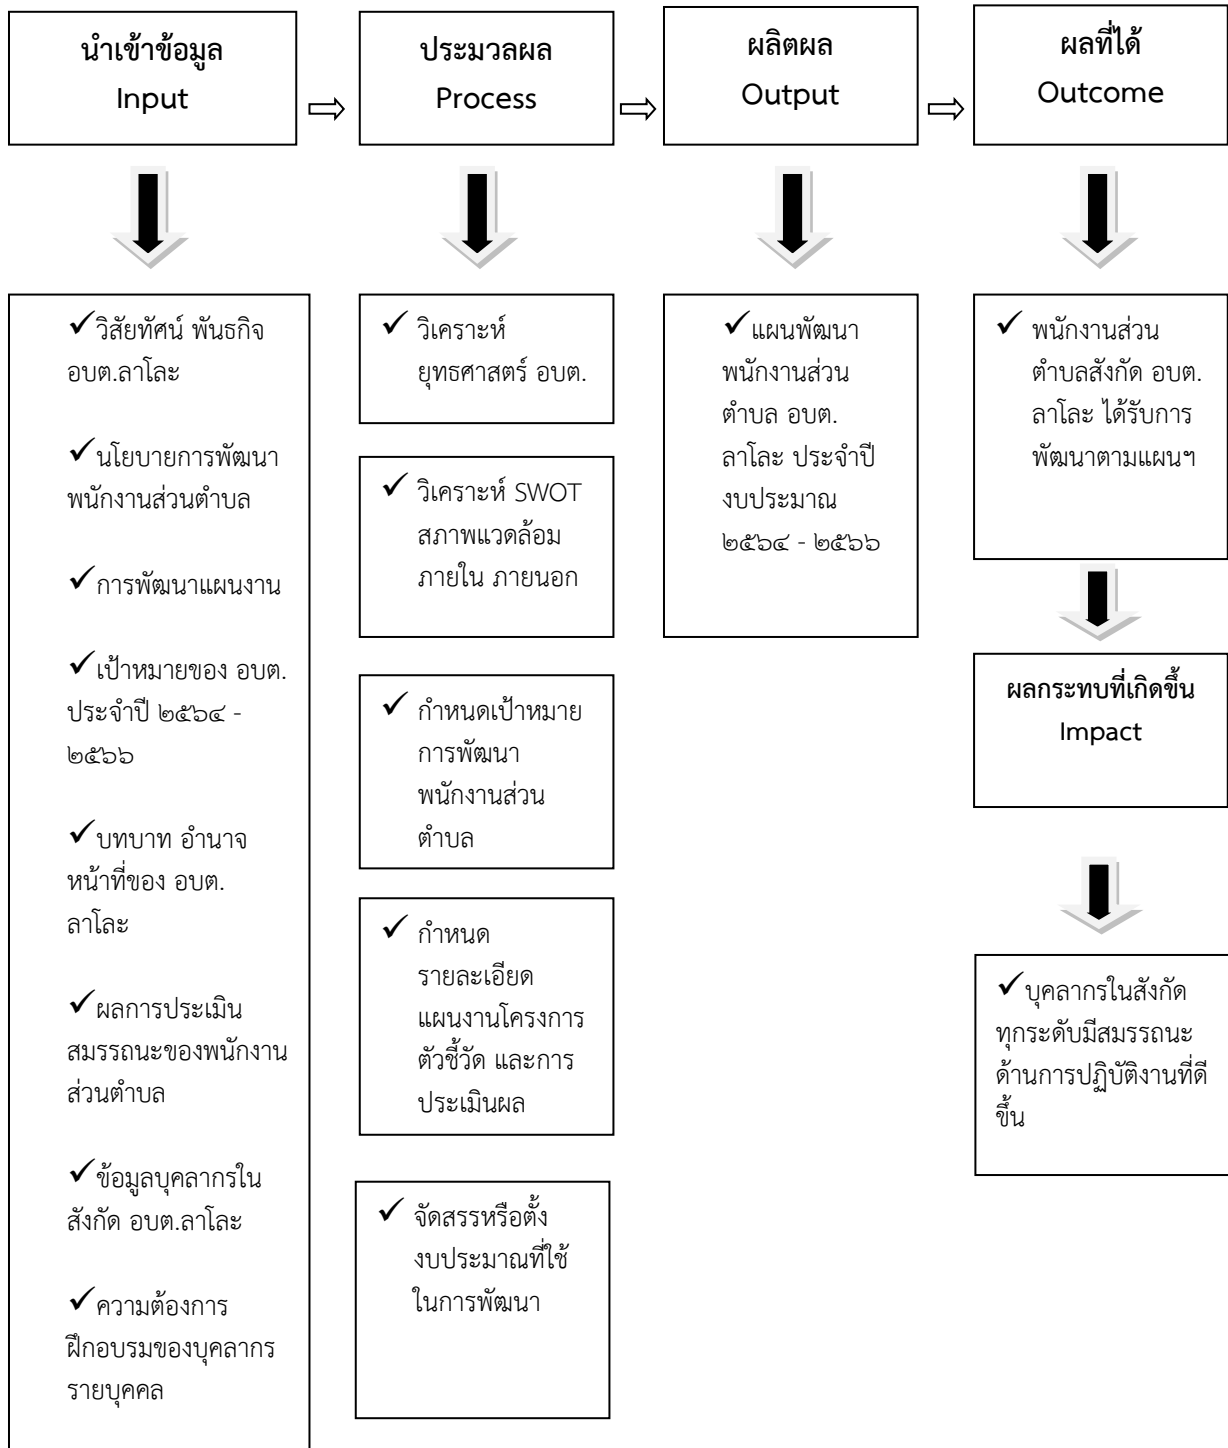 นำเข้าข้อมูล
Input
ประมวลผล
Process
ผลิตผล
Output
ผลที่ได้
Outcome
✓วิสัยทัศน์ พันธกิจ
อบต.ลาโละ
✓นโยบายการพัฒนา
พนักงานส่วนตำบล
✓การพัฒนาแผนงาน
✓เป้าหมายของ อบต.
ประจำปี ๒๕๖๔ -
๒๕๖๖
✓บทบาท อำนาจ
หน้าที่ของ อบต.
ลาโละ
✓ผลการประเมิน
สมรรถนะของพนักงาน
ส่วนตำบล
✓ข้อมูลบุคลากรใน
สังกัด อบต.ลาโละ
✓ความต้องการ
ฝึกอบรมของบุคลากร
รายบุคคล
✓ วิเคราะห์
ยุทธศาสตร์ อบต.
✓ วิเคราะห์ SWOT
สภาพแวดล้อม
ภายใน ภายนอก
✓ กำหนดเป้าหมาย
การพัฒนา
พนักงานส่วน
ตำบล
✓ กำหนด
รายละเอียด
แผนงานโครงการ
ตัวชี้วัด และการ
ประเมินผล
✓ จัดสรรหรือตั้ง
งบประมาณที่ใช้
ในการพัฒนา
✓แผนพัฒนา
พนักงานส่วน
ตำบล อบต.
ลาโละ ประจำปี
งบประมาณ
๒๕๖๔ - ๒๕๖๖
✓ พนักงานส่วน
ตำบลสังกัด อบต.
ลาโละ ได้รับการ
พัฒนาตามแผนฯ
ผลกระทบที่เกิดขึ้น
Impact
✓บุคลากรในสังกัด
ทุกระดับมีสมรรถนะ
ด้านการปฏิบัติงานที่ดี
ขึ้น